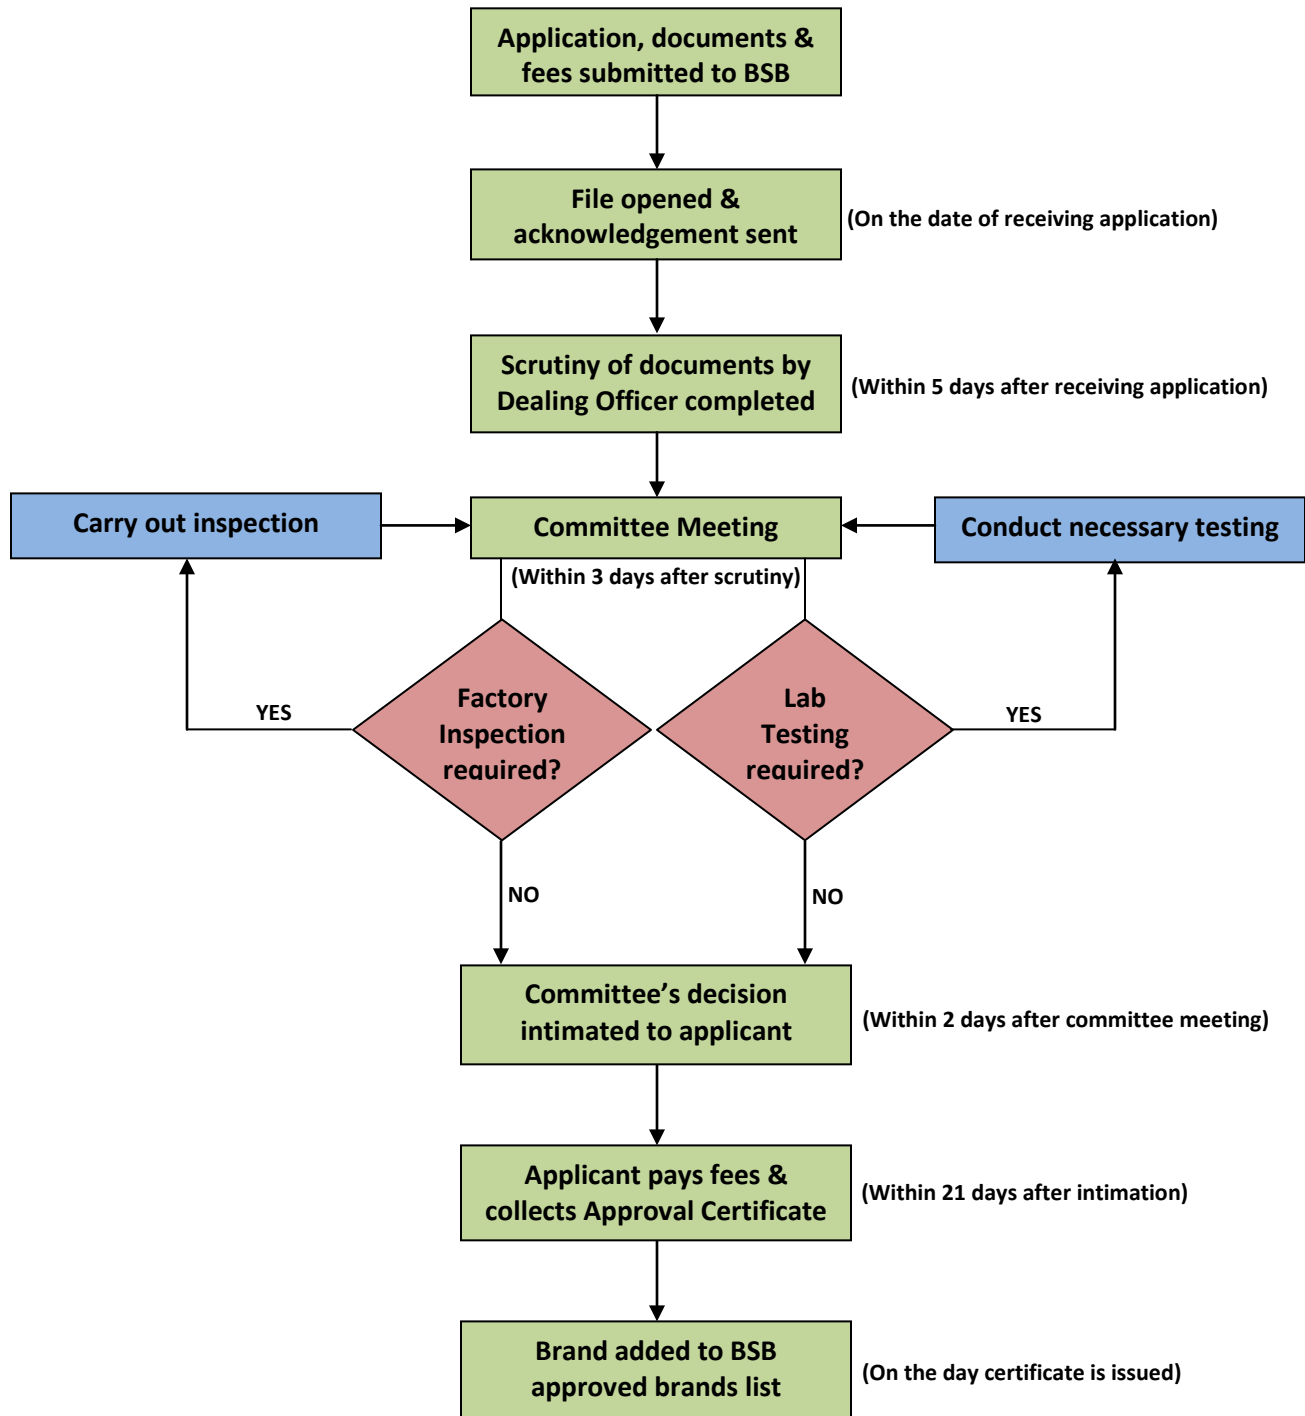 Application, documents &
fees submitted to BSB
File opened &
acknowledgement sent
(On the date of receiving application)
Scrutiny of documents by
Dealing Officer completed
(Within 5 days after receiving application)
Carry out inspection
Committee Meeting
Conduct necessary testing
(Within 3 days after scrutiny)
Factory
Inspection
required?
YES
Lab
Testing
required?
YES
NO
NO
Committee’s decision
intimated to applicant
(Within 2 days after committee meeting)
Applicant pays fees &
collects Approval Certificate
(Within 21 days after intimation)
Brand added to BSB
approved brands list
(On the day certificate is issued)